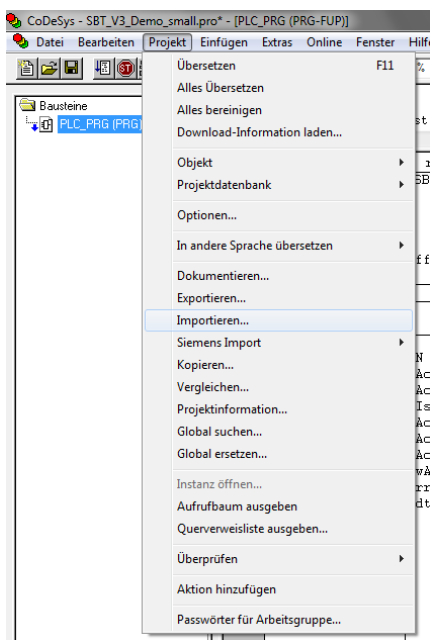 CoDeSys - SBT_V3_Demo_small.pro* - [PLC_PRG (PRG-FUP)]
Datei Bearbeiten Projekt Einfügen Extras Online Fenster Hilfe
Übersetzen F11
Alles Übersetzen
Alles bereinigen
Download-Information laden...
Objekt
Projektdatenbank
Optionen...
In andere Sprache übersetzen
Dokumentieren...
Exportieren...
Importieren...
Siemens Import
Kopieren...
Vergleichen...
Projektinformation...
Global suchen...
Global ersetzen...
Instanz öffnen...
Aufrufbaum ausgeben
Querverweisliste ausgeben...
Überprüfen
Aktion hinzufügen
Passwörter für Arbeitsgruppe...
Bausteine
PLC_PRG (PRG)